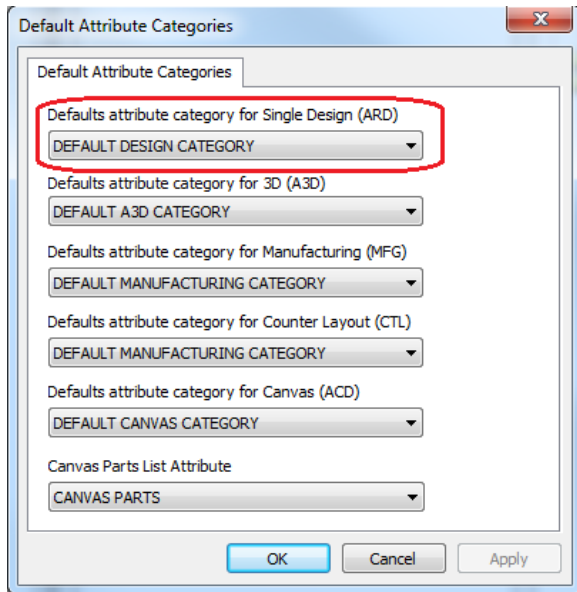 Default Attribute Categories
Default Attribute Categories
Defaults attribute category for Single Design (ARD)
DEFAULT DESIGN CATEGORY
Defaults attribute category for 3D (A3D)
DEFAULT A3D CATEGORY
Defaults attribute category for Manufacturing (MFG)
DEFAULT MANUFACTURING CATEGORY
Defaults attribute category for Counter Layout (CTL)
DEFAULT MANUFACTURING CATEGORY
Defaults attribute category for Canvas (ACD)
DEFAULT CANVAS CATEGORY
Canvas Parts List Attribute
CANVAS PARTS
OK Cancel Apply